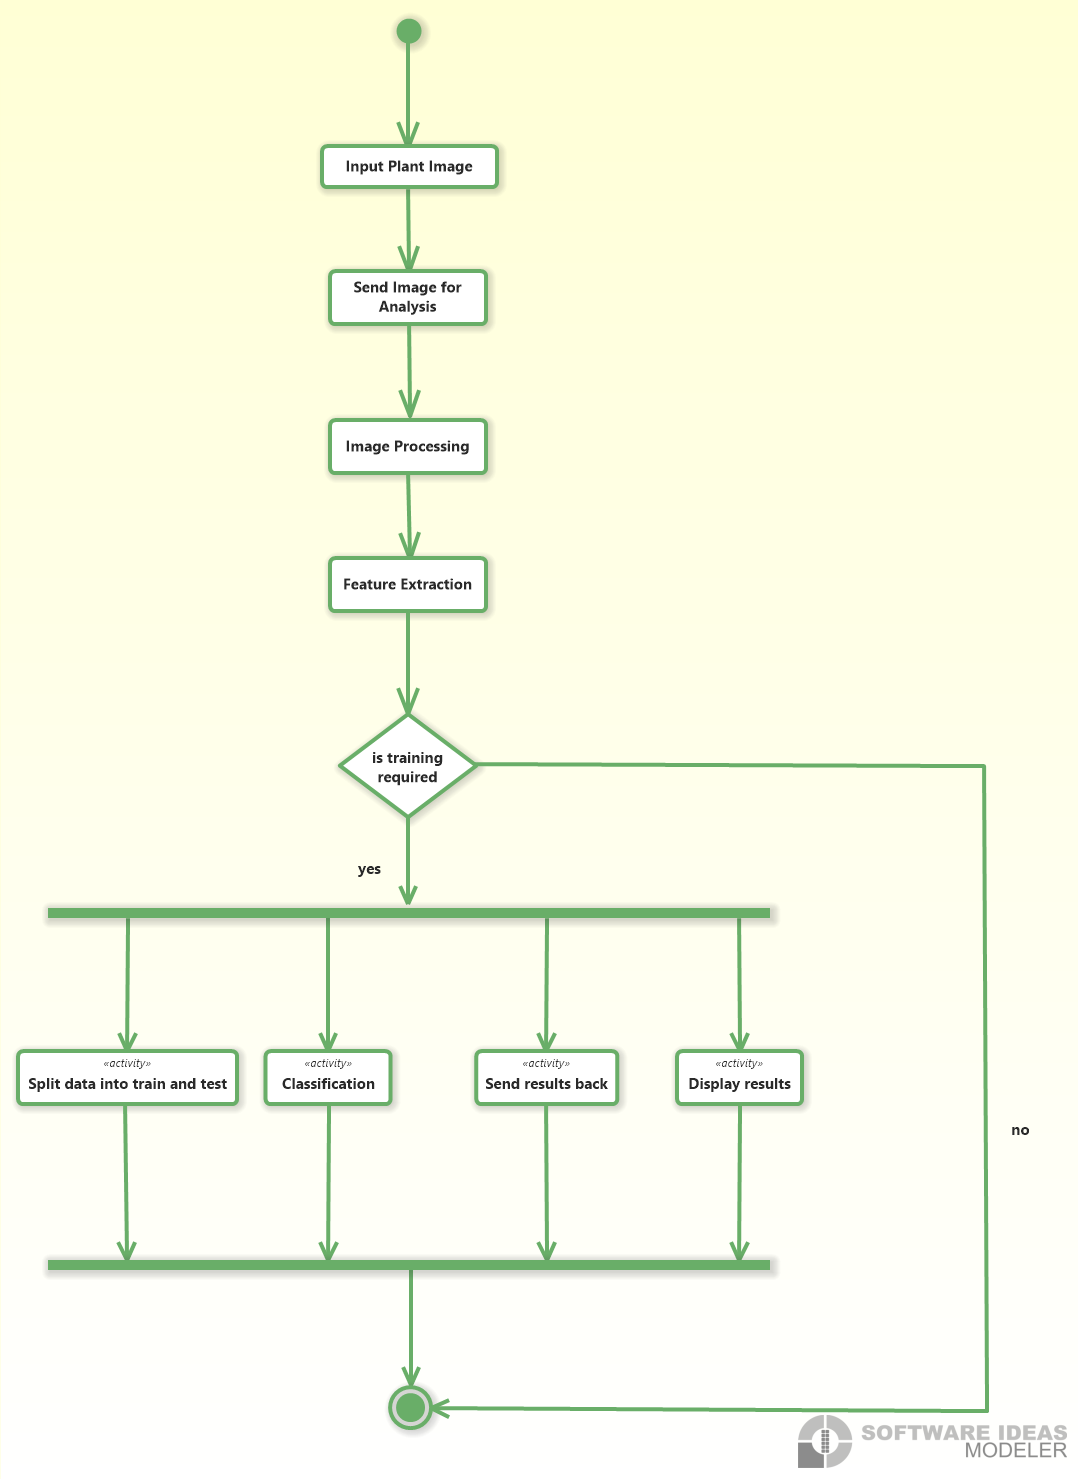 Input Plant Image
Send Image for
Analysis
Image Processing
Feature Extraction
is training
required
yes
«activity»
Split data into train and test
«activity»
Classification
«activity»
Send results back
«activity»
Display results
no
SOFTWARE IDEAS
MODELER